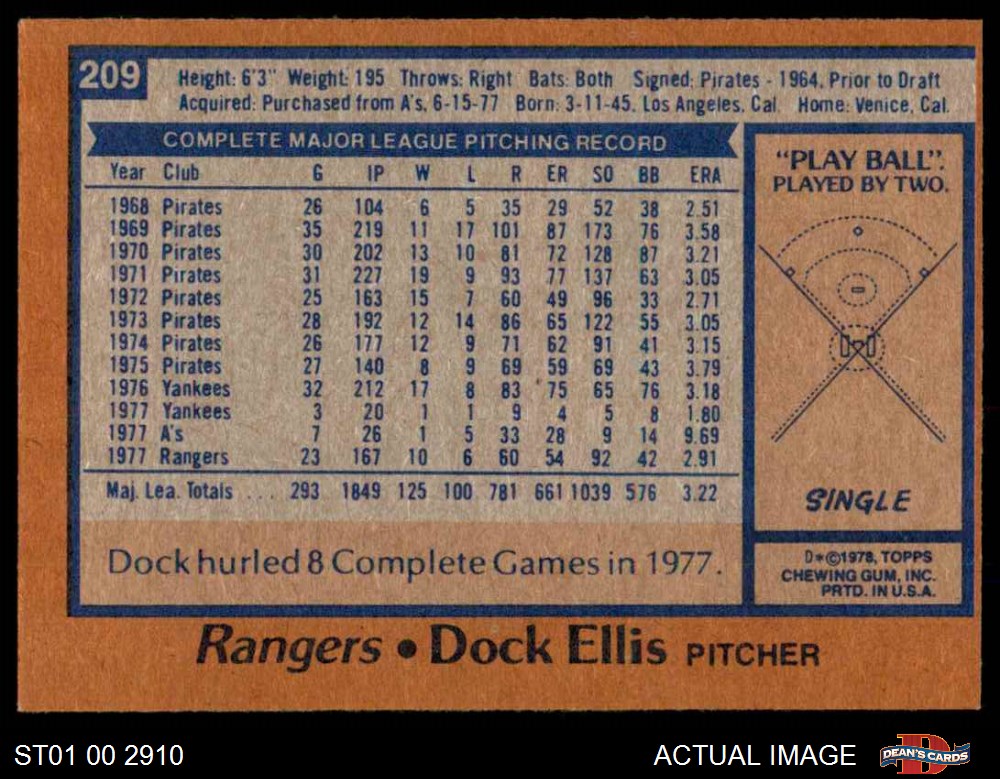 209
Height: 6'3" Weight: 195 Throws: Right Bats: Both Signed: Pirates - 1964, Prior to Draft
Acquired: Purchased from A's, 6-15-77 Born: 3-11-45, Los Angeles, Cal. Home: Venice, Cal.
COMPLETE MAJOR LEAGUE PITCHING RECORD
Year Club G IP W L R ER SO BB ERA
1968 Pirates 26 104 6 5 35 29 52 38 2.51
1969 Pirates 35 219 11 17 101 87 173 76 3.58
1970 Pirates 30 202 13 10 81 72 128 87 3.21
1971 Pirates 31 227 19 9 93 77 137 63 3.05
1972 Pirates 25 163 15 7 60 49 96 33 2.71
1973 Pirates 28 192 12 14 86 65 122 55 3.05
1974 Pirates 26 177 12 9 71 62 91 41 3.15
1975 Pirates 27 140 8 9 69 59 69 43 3.79
1976 Yankees 32 212 17 8 83 75 65 76 3.18
1977 Yankees 3 20 1 1 9 4 5 8 1.80
1977 A's 7 26 1 5 33 28 9 14 9.69
1977 Rangers 23 167 10 6 60 54 92 42 2.91
Maj. Lea. Totals ... 293 1849 125 100 781 661 1039 576 3.22
Dock hurled 8 Complete Games in 1977.
"PLAY BALL".
PLAYED BY TWO.
SINGLE
D*©1978, TOPPS
CHEWING GUM, INC.
PRTD. IN U.S.A.
Rangers • Dock Ellis PITCHER
ST01 00 2910
ACTUAL IMAGE
D
DEAN'S CARDS